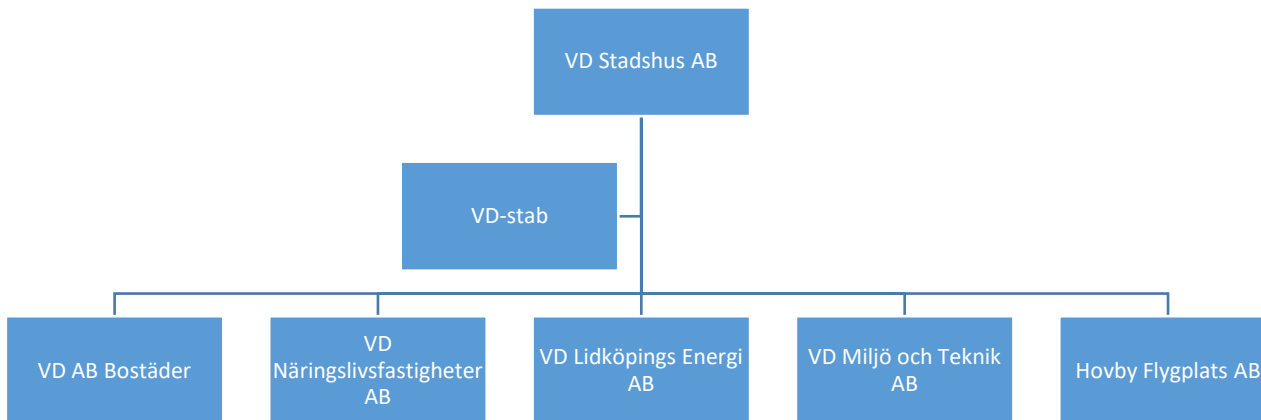 VD Stadshus AB
VD-stab
VD AB Bostäder
VD
Näringslivsfastigheter
AB
VD Lidköpings Energi
AB
VD Miljö och Teknik
AB
Hovby Flygplats AB